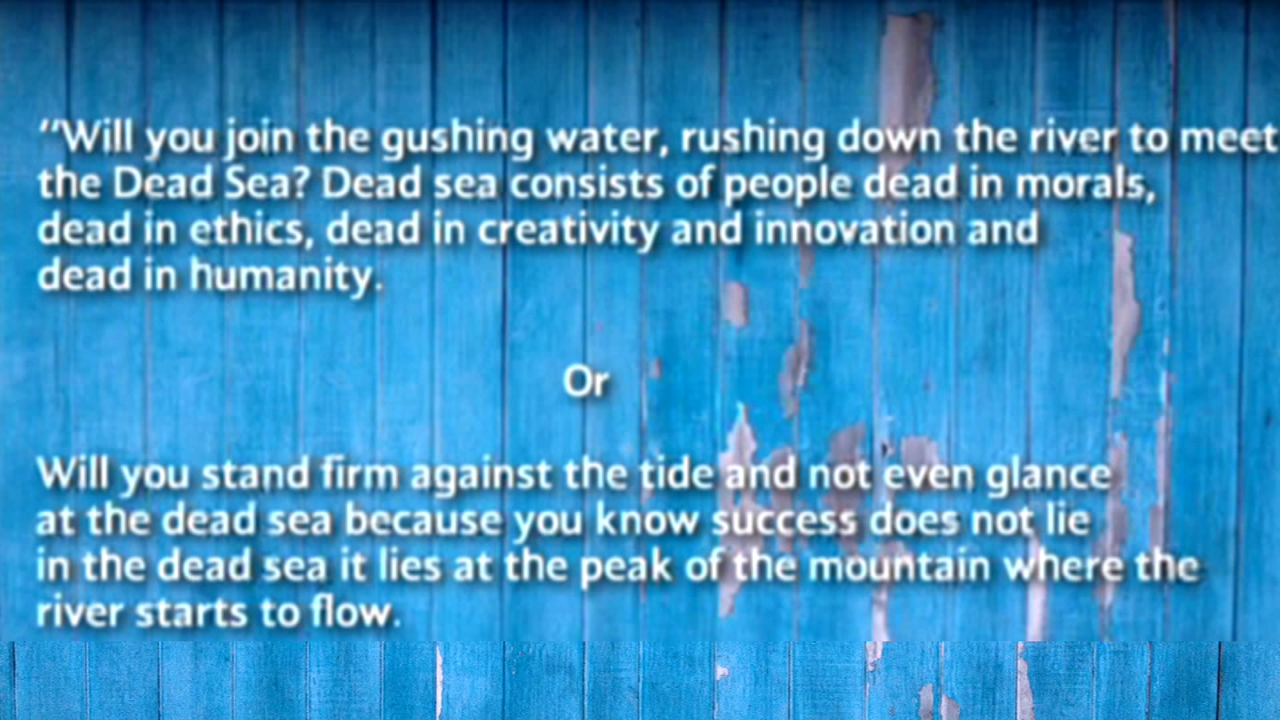 “Will you join the gushing water, rushing down the river to meet
the Dead Sea? Dead sea consists of people dead in morals,
dead in ethics, dead in creativity and innovation and
dead in humanity.
Or
Will you stand firm against the tide and not even glance
at the dead sea because you know success does not lie
in the dead sea it lies at the peak of the mountain where the
river starts to flow.